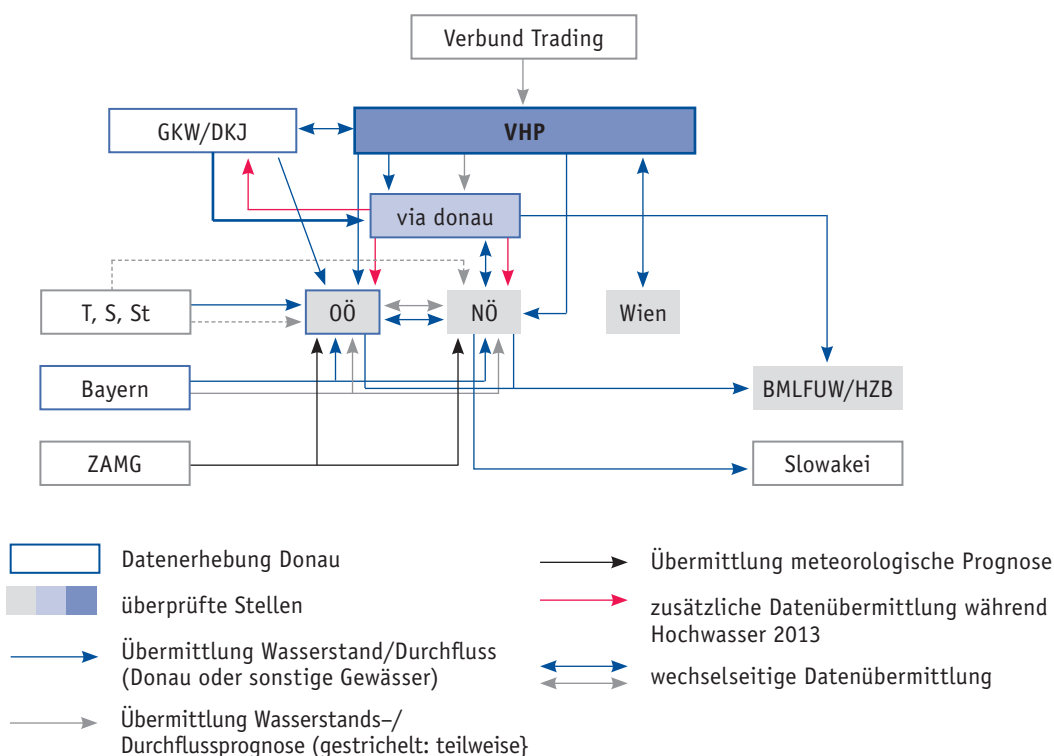 Verbund Trading
GKW/DKJ
VHP
via donau
T, S, St
OÖ
NÖ
Wien
Bayern
BMLFUW/HZB
ZAMG
Slowakei
Datenerhebung Donau
überprüfte Stellen
Übermittlung Wasserstand/Durchfluss
(Donau oder sonstige Gewässer)
Übermittlung Wasserstands–/
Durchflussprognose (gestrichelt: teilweise}
Übermittlung meteorologische Prognose
zusätzliche Datenübermittlung während
Hochwasser 2013
wechselseitige Datenübermittlung